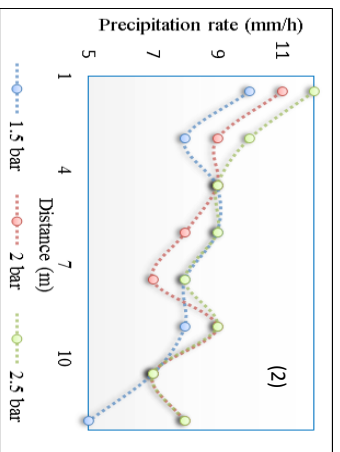 Precipitation rate (mm/h)
5
7
9
11
1
4
7
10
Distance (m)
(2)
1.5 bar
2 bar
2.5 bar